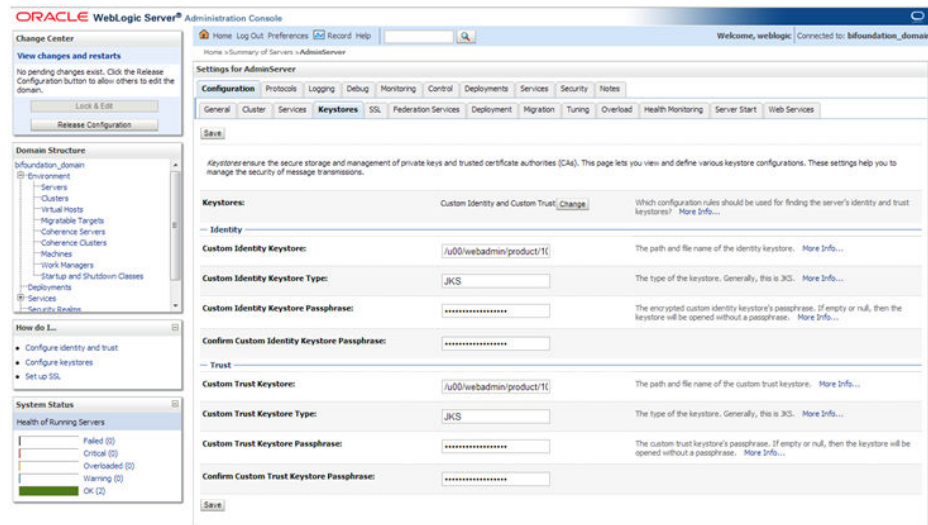 ORACLE WebLogic Server® Administration Console
Change Center
View changes and restarts
No pending changes exist. Click the Release
Configuration button to allow others to edit the
domain.
Lock & Edit
Release Configuration
Domain Structure
bifoundation_domain
Environment
Servers
Clusters
Virtual Hosts
Migratable Targets
Coherence Servers
Coherence Clusters
Machines
Work Managers
Startup and Shutdown Classes
Deployments
Services
Security Realms
How do I...
Configure identity and trust
Configure keystores
Set up SSL
System Status
Health of Running Servers
Failed (0)
Critical (0)
Overloaded (0)
Warning (0)
OK (2)
Home Log Out Preferences Record Help
Welcome, weblogic Connected to: bifoundation_domain
Home >Summary of Servers >AdminServer
Settings for AdminServer
Configuration Protocols Logging Debug Monitoring Control Deployments Services Security Notes
General Cluster Services Keystores SSL Federation Services Deployment Migration Tuning Overload Health Monitoring Server Start Web Services
Save
Keystores ensure the secure storage and management of private keys and trusted certificate authorities (CAs). This page lets you view and define various keystore configurations. These settings help you to
manage the security of message transmissions.
Keystores: Custom Identity and Custom Trust Change Which configuration rules should be used for finding the server's identity and trust
keystores? More Info...
Identity
Custom Identity Keystore: /u00/webadmin/product/10 The path and file name of the identity keystore. More Info...
Custom Identity Keystore Type: JKS The type of the keystore. Generally, this is JKS. More Info...
Custom Identity Keystore Passphrase: •••••••••••••••••• The encrypted custom identity keystore's passphrase. If empty or null, then the
keystore will be opened without a passphrase. More Info...
Confirm Custom Identity Keystore Passphrase: ••••••••••••••••••
Trust
Custom Trust Keystore: /u00/webadmin/product/10 The path and file name of the custom trust keystore. More Info...
Custom Trust Keystore Type: JKS The type of the keystore. Generally, this is JKS. More Info...
Custom Trust Keystore Passphrase: •••••••••••••••••• The custom trust keystore's passphrase. If empty or null, then the keystore will be
opened without a passphrase. More Info...
Confirm Custom Trust Keystore Passphrase: ••••••••••••••••••
Save